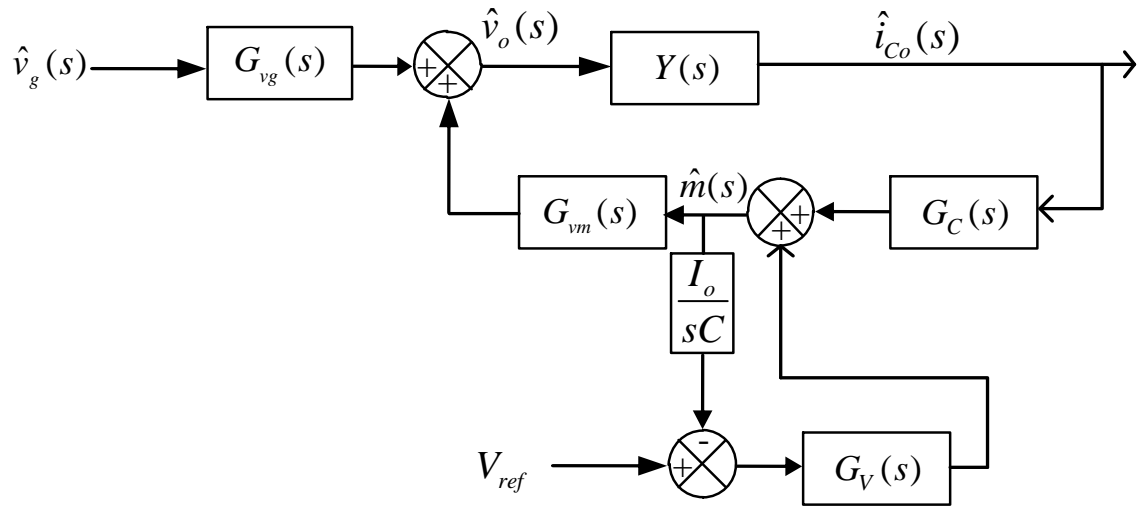 v̂_g(s)
G_vg(s)
+
+
v̂_o(s)
Y(s)
î_Co(s)
G_vm(s)
m̂(s)
+
+
G_C(s)
I_o
sC
V_ref
+
-
G_V(s)